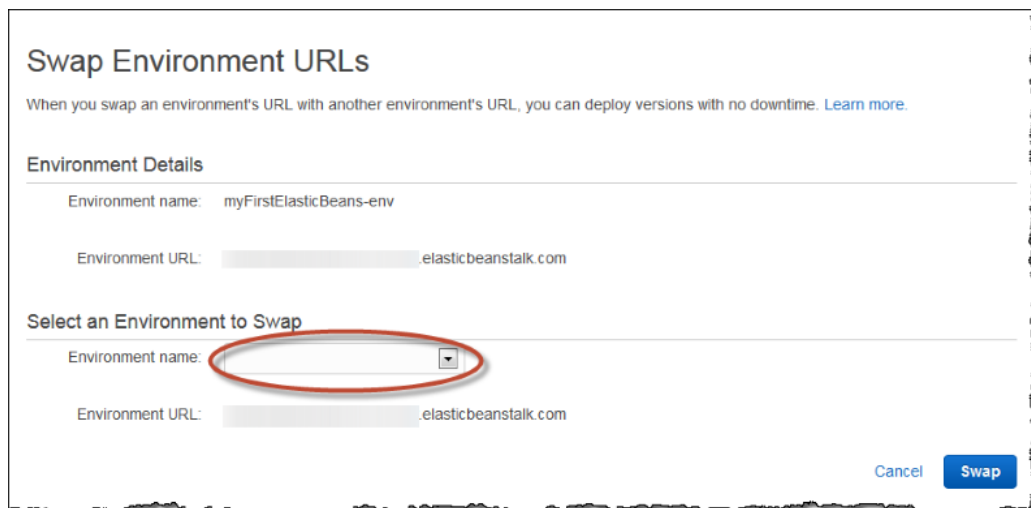 Swap Environment URLs
When you swap an environment's URL with another environment's URL, you can deploy versions with no downtime. Learn more.
Environment Details
Environment name: myFirstElasticBeans-env
Environment URL: .elasticbeanstalk.com
Select an Environment to Swap
Environment name:
Environment URL: .elasticbeanstalk.com
Cancel Swap